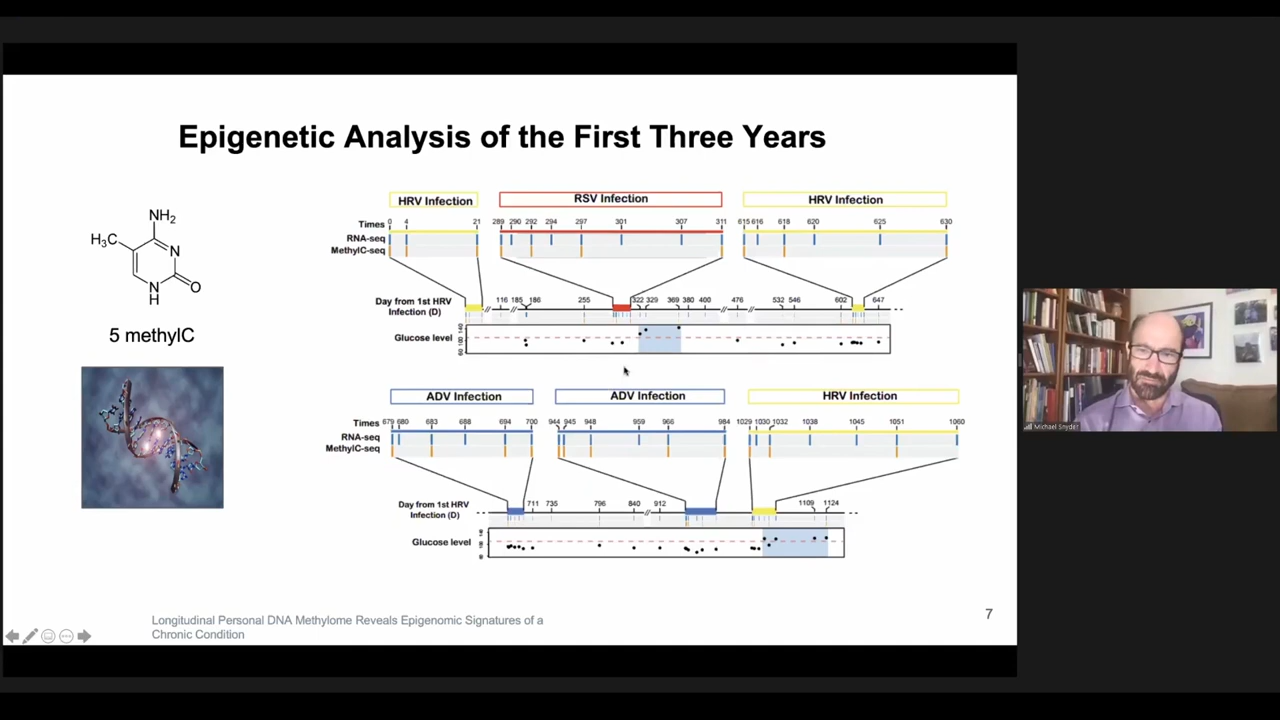 Epigenetic Analysis of the First Three Years
NH₂
H₃C
N
N
H
O
5 methylC
HRV Infection
RSV Infection
HRV Infection
Times 0 4 21 289 290 292 294 297 301 307 311 615 616 618 620 625 630
RNA-seq
MethylC-seq
Day from 1st HRV
Infection (D)
116 185 186 255 322 329 369 380 400 476 532 546 602 647
Glucose level
60 100 140
ADV Infection
ADV Infection
HRV Infection
Times 679 680 683 688 694 700 944 945 948 959 966 984 1029 1030 1032 1038 1045 1051 1060
RNA-seq
MethylC-seq
Day from 1st HRV
Infection (D)
711 735 796 840 912 1109 1124
Glucose level
Longitudinal Personal DNA Methylome Reveals Epigenomic Signatures of a
Chronic Condition
7
Michael Snyder